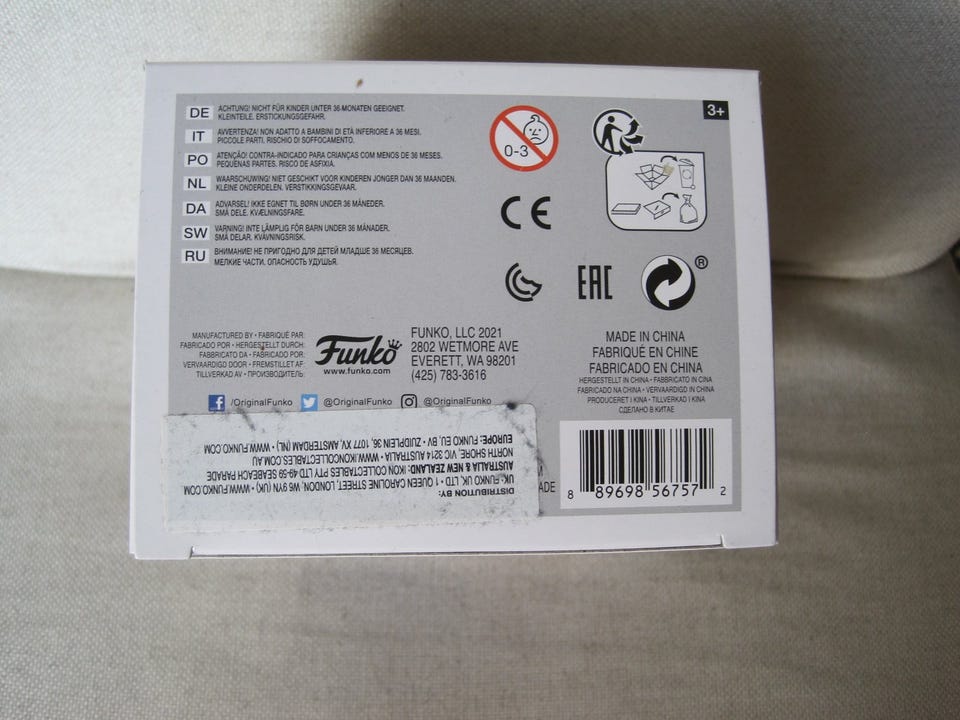 DE ACHTUNG! NICHT FÜR KINDER UNTER 36 MONATEN GEEIGNET.
KLEINTEILE. ERSTICKUNGSGEFAHR.
IT AVVERTENZA! NON ADATTO A BAMBINI DI ETÀ INFERIORE A 36 MESI.
PICCOLE PARTI. RISCHIO DI SOFFOCAMENTO.
PO ATENÇÃO! CONTRA-INDICADO PARA CRIANÇAS COM MENOS DE 36 MESES.
PEQUENAS PARTES. RISCO DE ASFIXIA.
NL WAARSCHUWING! NIET GESCHIKT VOOR KINDEREN JONGER DAN 36 MAANDEN.
KLEINE ONDERDELEN. VERSTIKKINGSGEVAAR.
DA ADVARSEL! IKKE EGNET TIL BØRN UNDER 36 MÅNEDER.
SMÅ DELE. KVÆLNINGSFARE.
SW VARNING! INTE LÄMPLIG FÖR BARN UNDER 36 MÅNADER.
SMÅ DELAR. KVÄVNINGSRISK.
RU ВНИМАНИЕ! НЕ ПРИГОДНО ДЛЯ ДЕТЕЙ МЛАДШЕ 36 МЕСЯЦЕВ.
МЕЛКИЕ ЧАСТИ. ОПАСНОСТЬ УДУШЬЯ.
0-3
3+
CE
EAC
®
MANUFACTURED BY • FABRIQUÉ PAR:
FABRICADO POR • HERGESTELLT DURCH:
FABBRICATO DA • FABRICADO POR:
VERVAARDIGD DOOR • FREMSTILLET AF:
TILLVERKAD AV • ПРОИЗВОДИТЕЛЬ:
Funko
www.funko.com
FUNKO, LLC 2021
2802 WETMORE AVE
EVERETT, WA 98201
(425) 783-3616
MADE IN CHINA
FABRIQUÉ EN CHINE
FABRICADO EN CHINA
HERGESTELLT IN CHINA • FABBRICATO IN CINA
FABRICADO NA CHINA • VERVAARDIGD IN CHINA
PRODUCERET I KINA • TILLVERKAD I KINA
СДЕЛАНО В КИТАЕ
/OriginalFunko @OriginalFunko @OriginalFunko
DISTRIBUTION BY:
UK: FUNKO UK, LTD • 1 QUEEN CAROLINE STREET, LONDON, W6 9YN (UK) • WWW.FUNKO.COM
AUSTRALIA & NEW ZEALAND: IKON COLLECTABLES PTY LTD 49-59 SEABEACH PARADE
NORTH SHORE, VIC 3214 AUSTRALIA • WWW.IKONCOLLECTABLES.COM.AU
EUROPE: FUNKO EU, BV • ZUIDPLEIN 36, 1077 XV, AMSTERDAM (NL) • WWW.FUNKO.COM
ADE
8 89698 56757 2